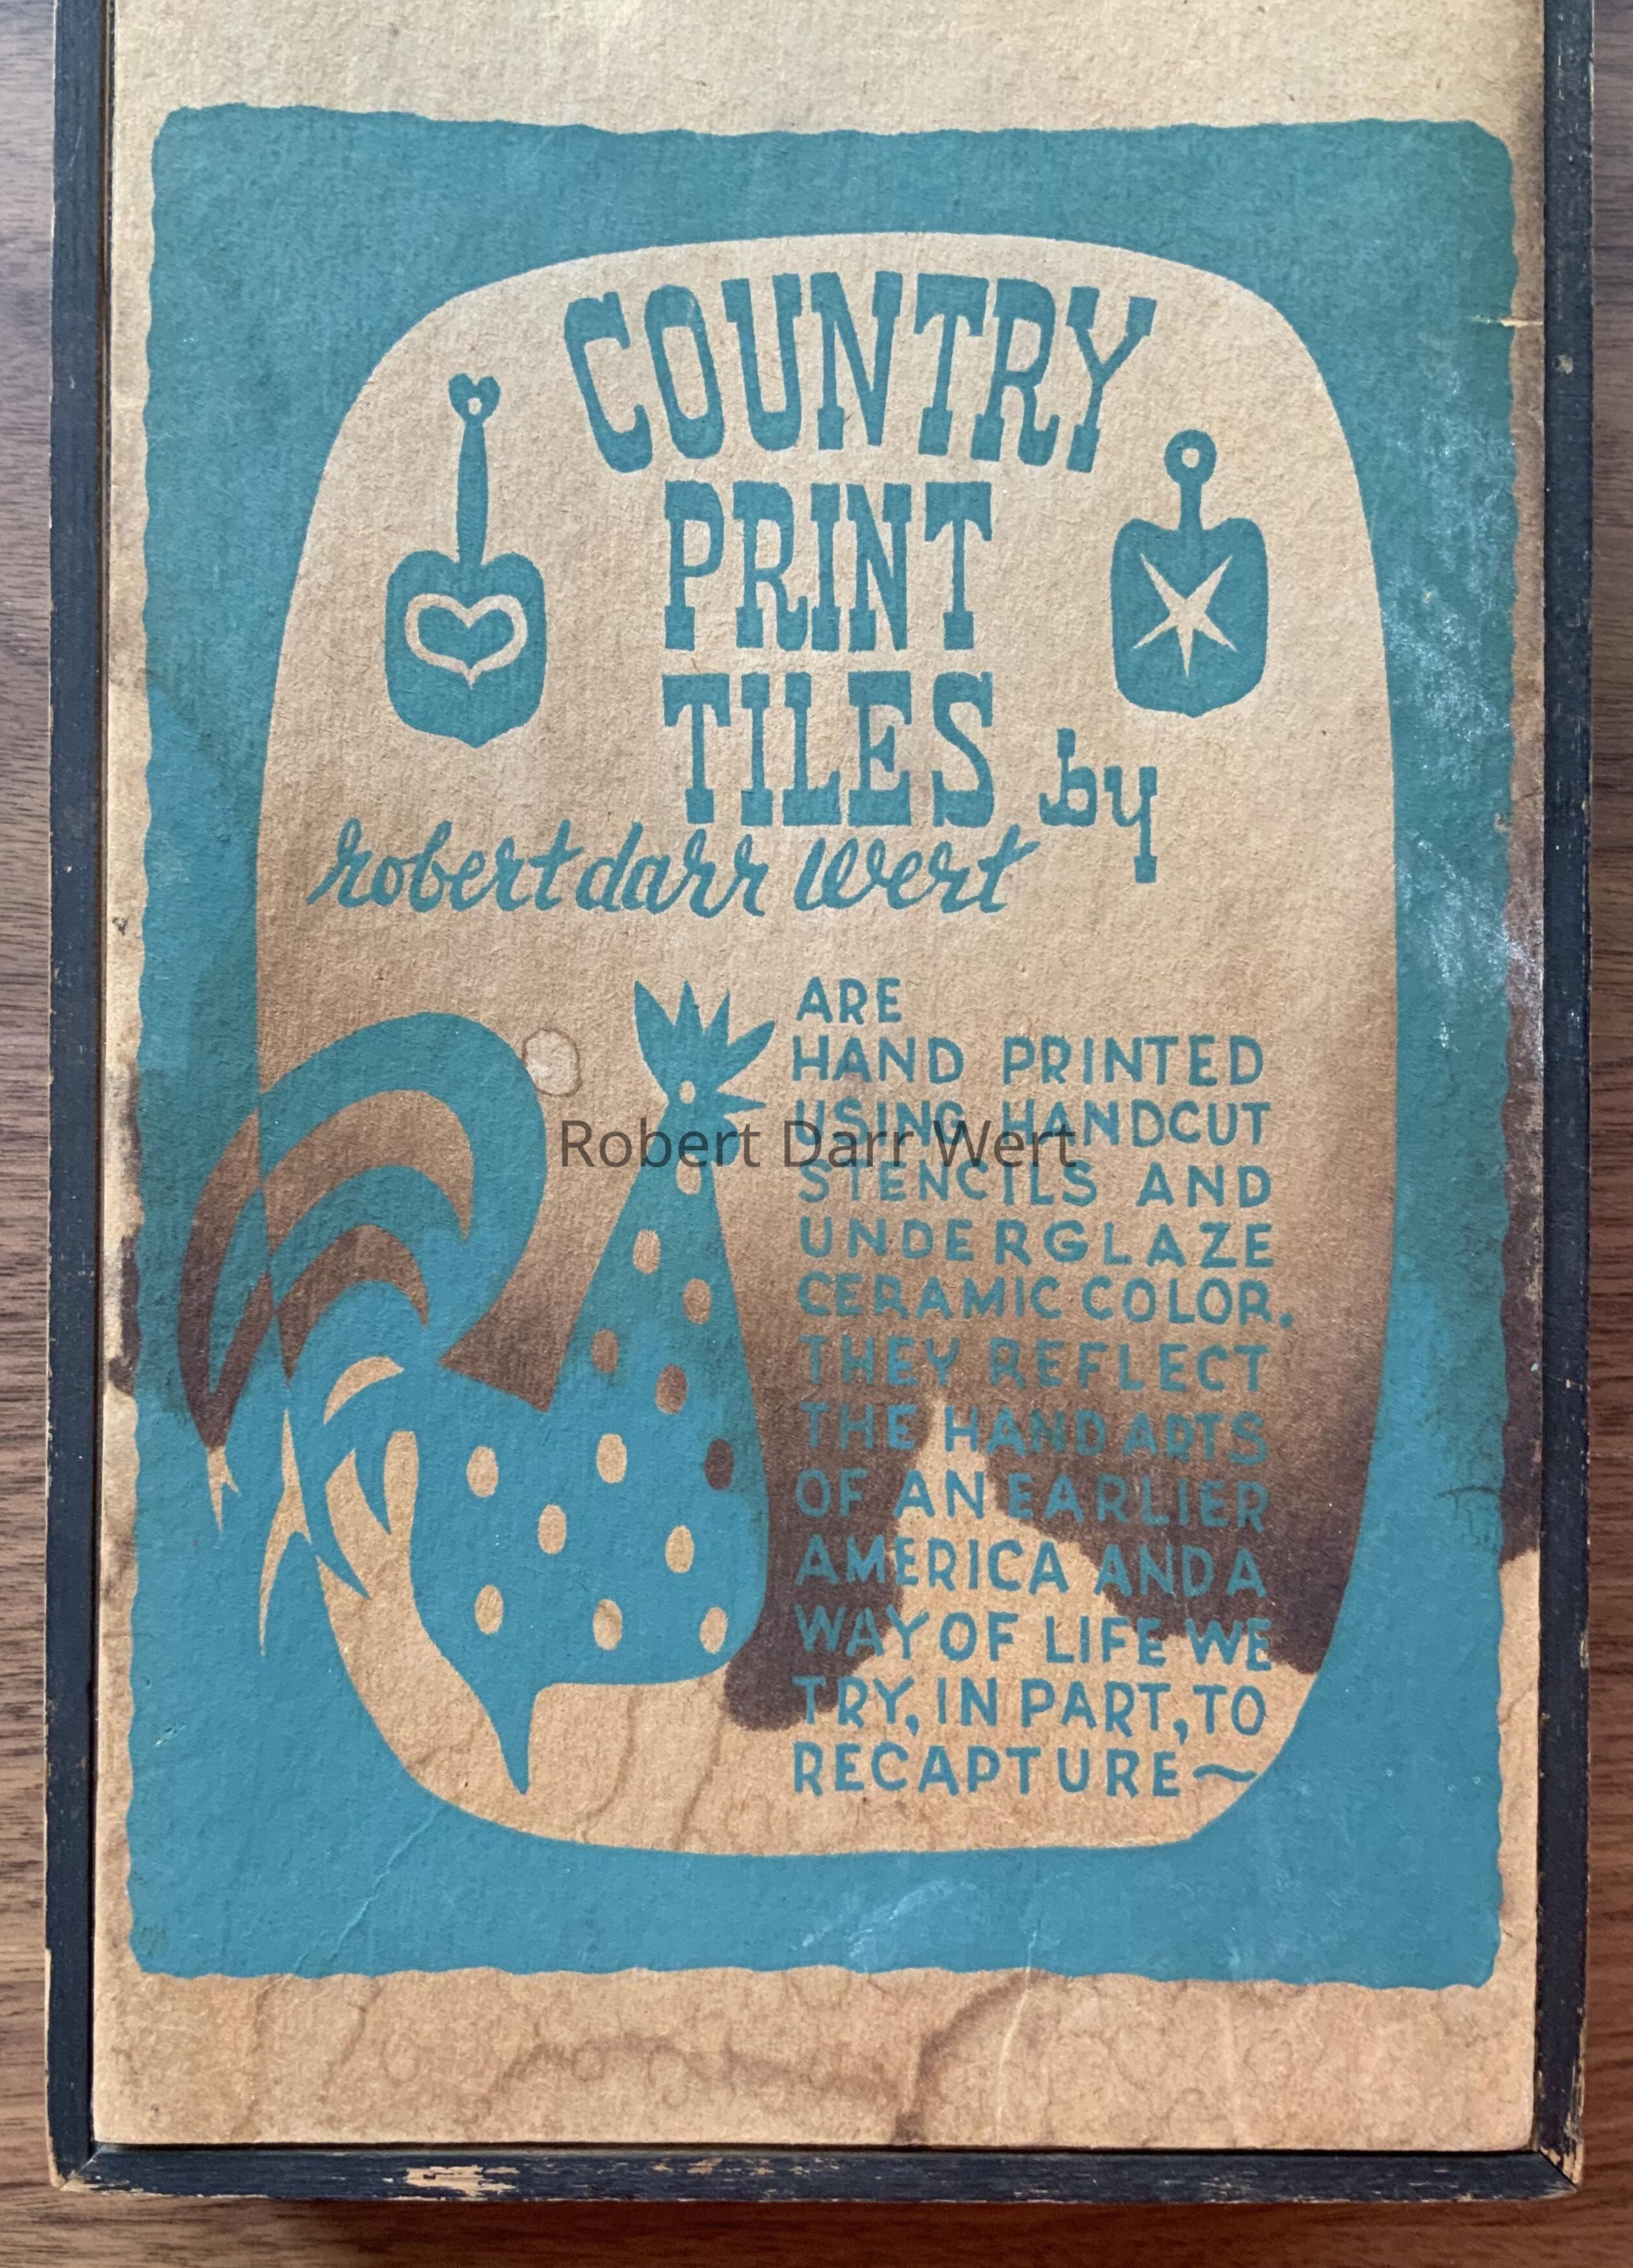 COUNTRY
PRINT
TILES by
robert darr wert
ARE
HAND PRINTED
USING HANDCUT
STENCILS AND
UNDERGLAZE
CERAMIC COLOR.
THEY REFLECT
THE HAND ARTS
OF AN EARLIER
AMERICA AND A
WAY OF LIFE WE
TRY, IN PART, TO
RECAPTURE~
Robert Darr Wert